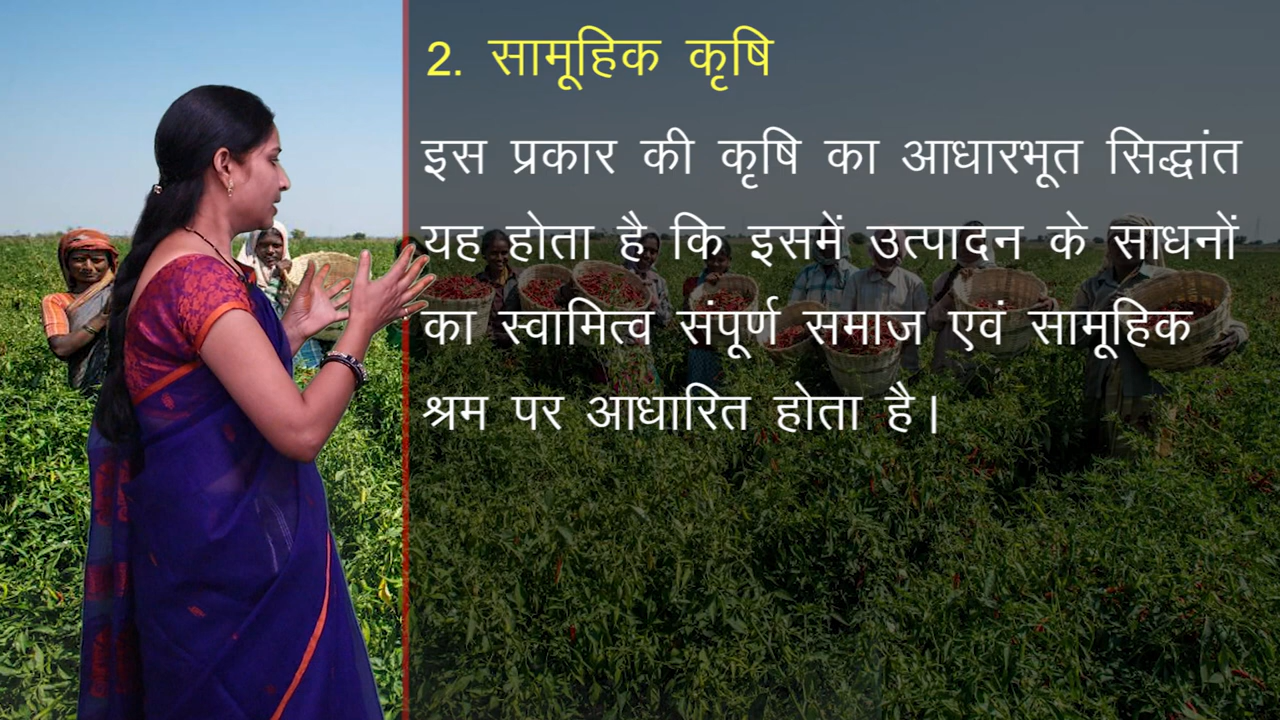 2. सामूहिक कृषि
इस प्रकार की कृषि का आधारभूत सिद्धांत
यह होता है कि इसमें उत्पादन के साधनों
का स्वामित्व संपूर्ण समाज एवं सामूहिक
श्रम पर आधारित होता है।